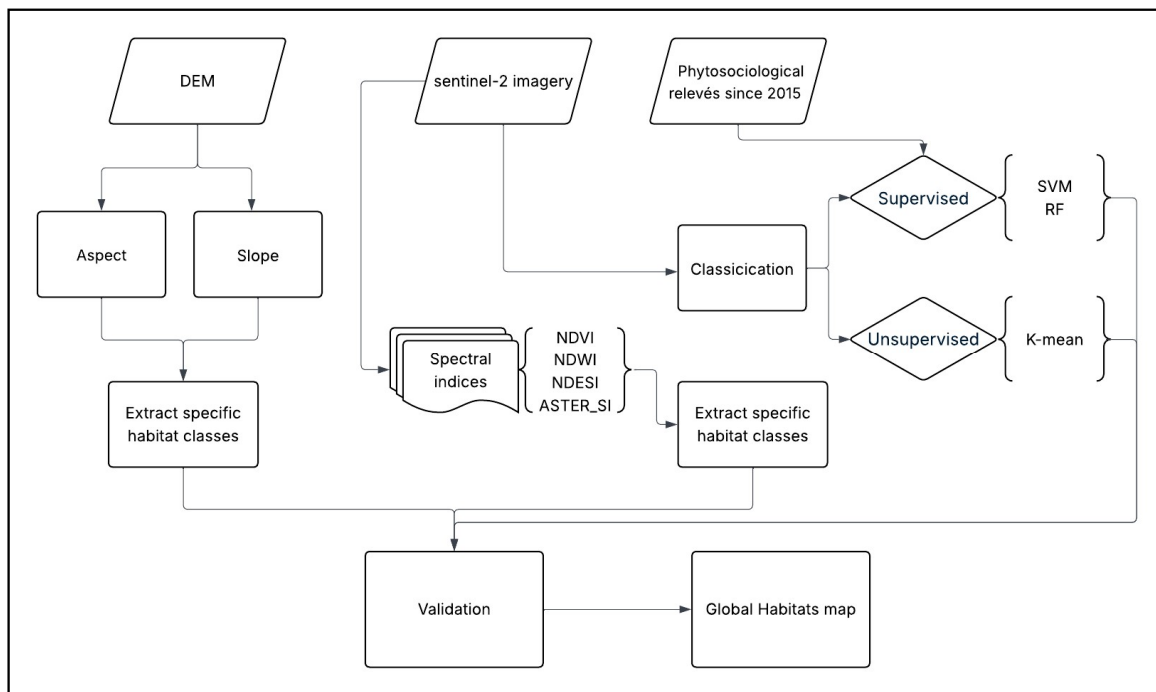 DEM
sentinel-2 imagery
Phytosociological
relevés since 2015
Supervised
SVM
RF
Aspect
Slope
Classicication
Unsupervised
K-mean
Spectral
indices
NDVI
NDWI
NDESI
ASTER_SI
Extract specific
habitat classes
Extract specific
habitat classes
Validation
Global Habitats map